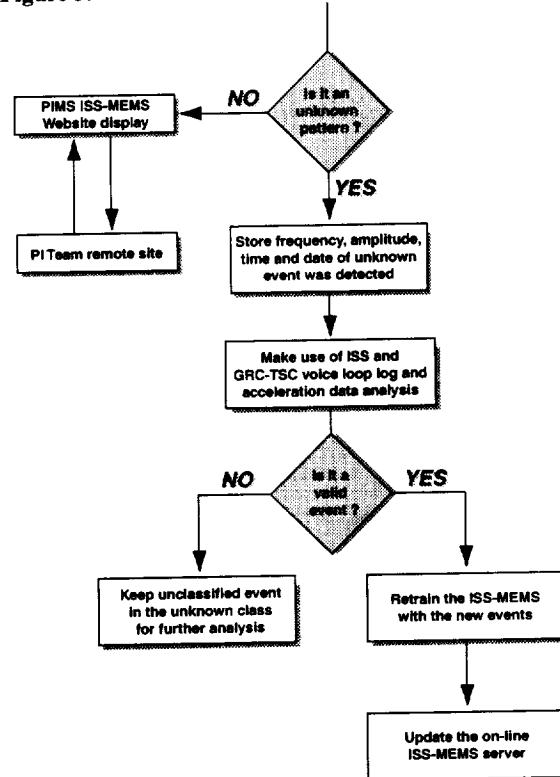 Is it an
unknown
pattern ?
NO
PIMS ISS-MEMS
Website display
YES
PI Team remote site
Store frequency, amplitude,
time and date of unknown
event was detected
Make use of ISS and
GRC-TSC voice loop log and
acceleration data analysis
Is it a
valid
event ?
NO
YES
Keep unclassified event
in the unknown class
for further analysis
Retrain the ISS-MEMS
with the new events
Update the on-line
ISS-MEMS server